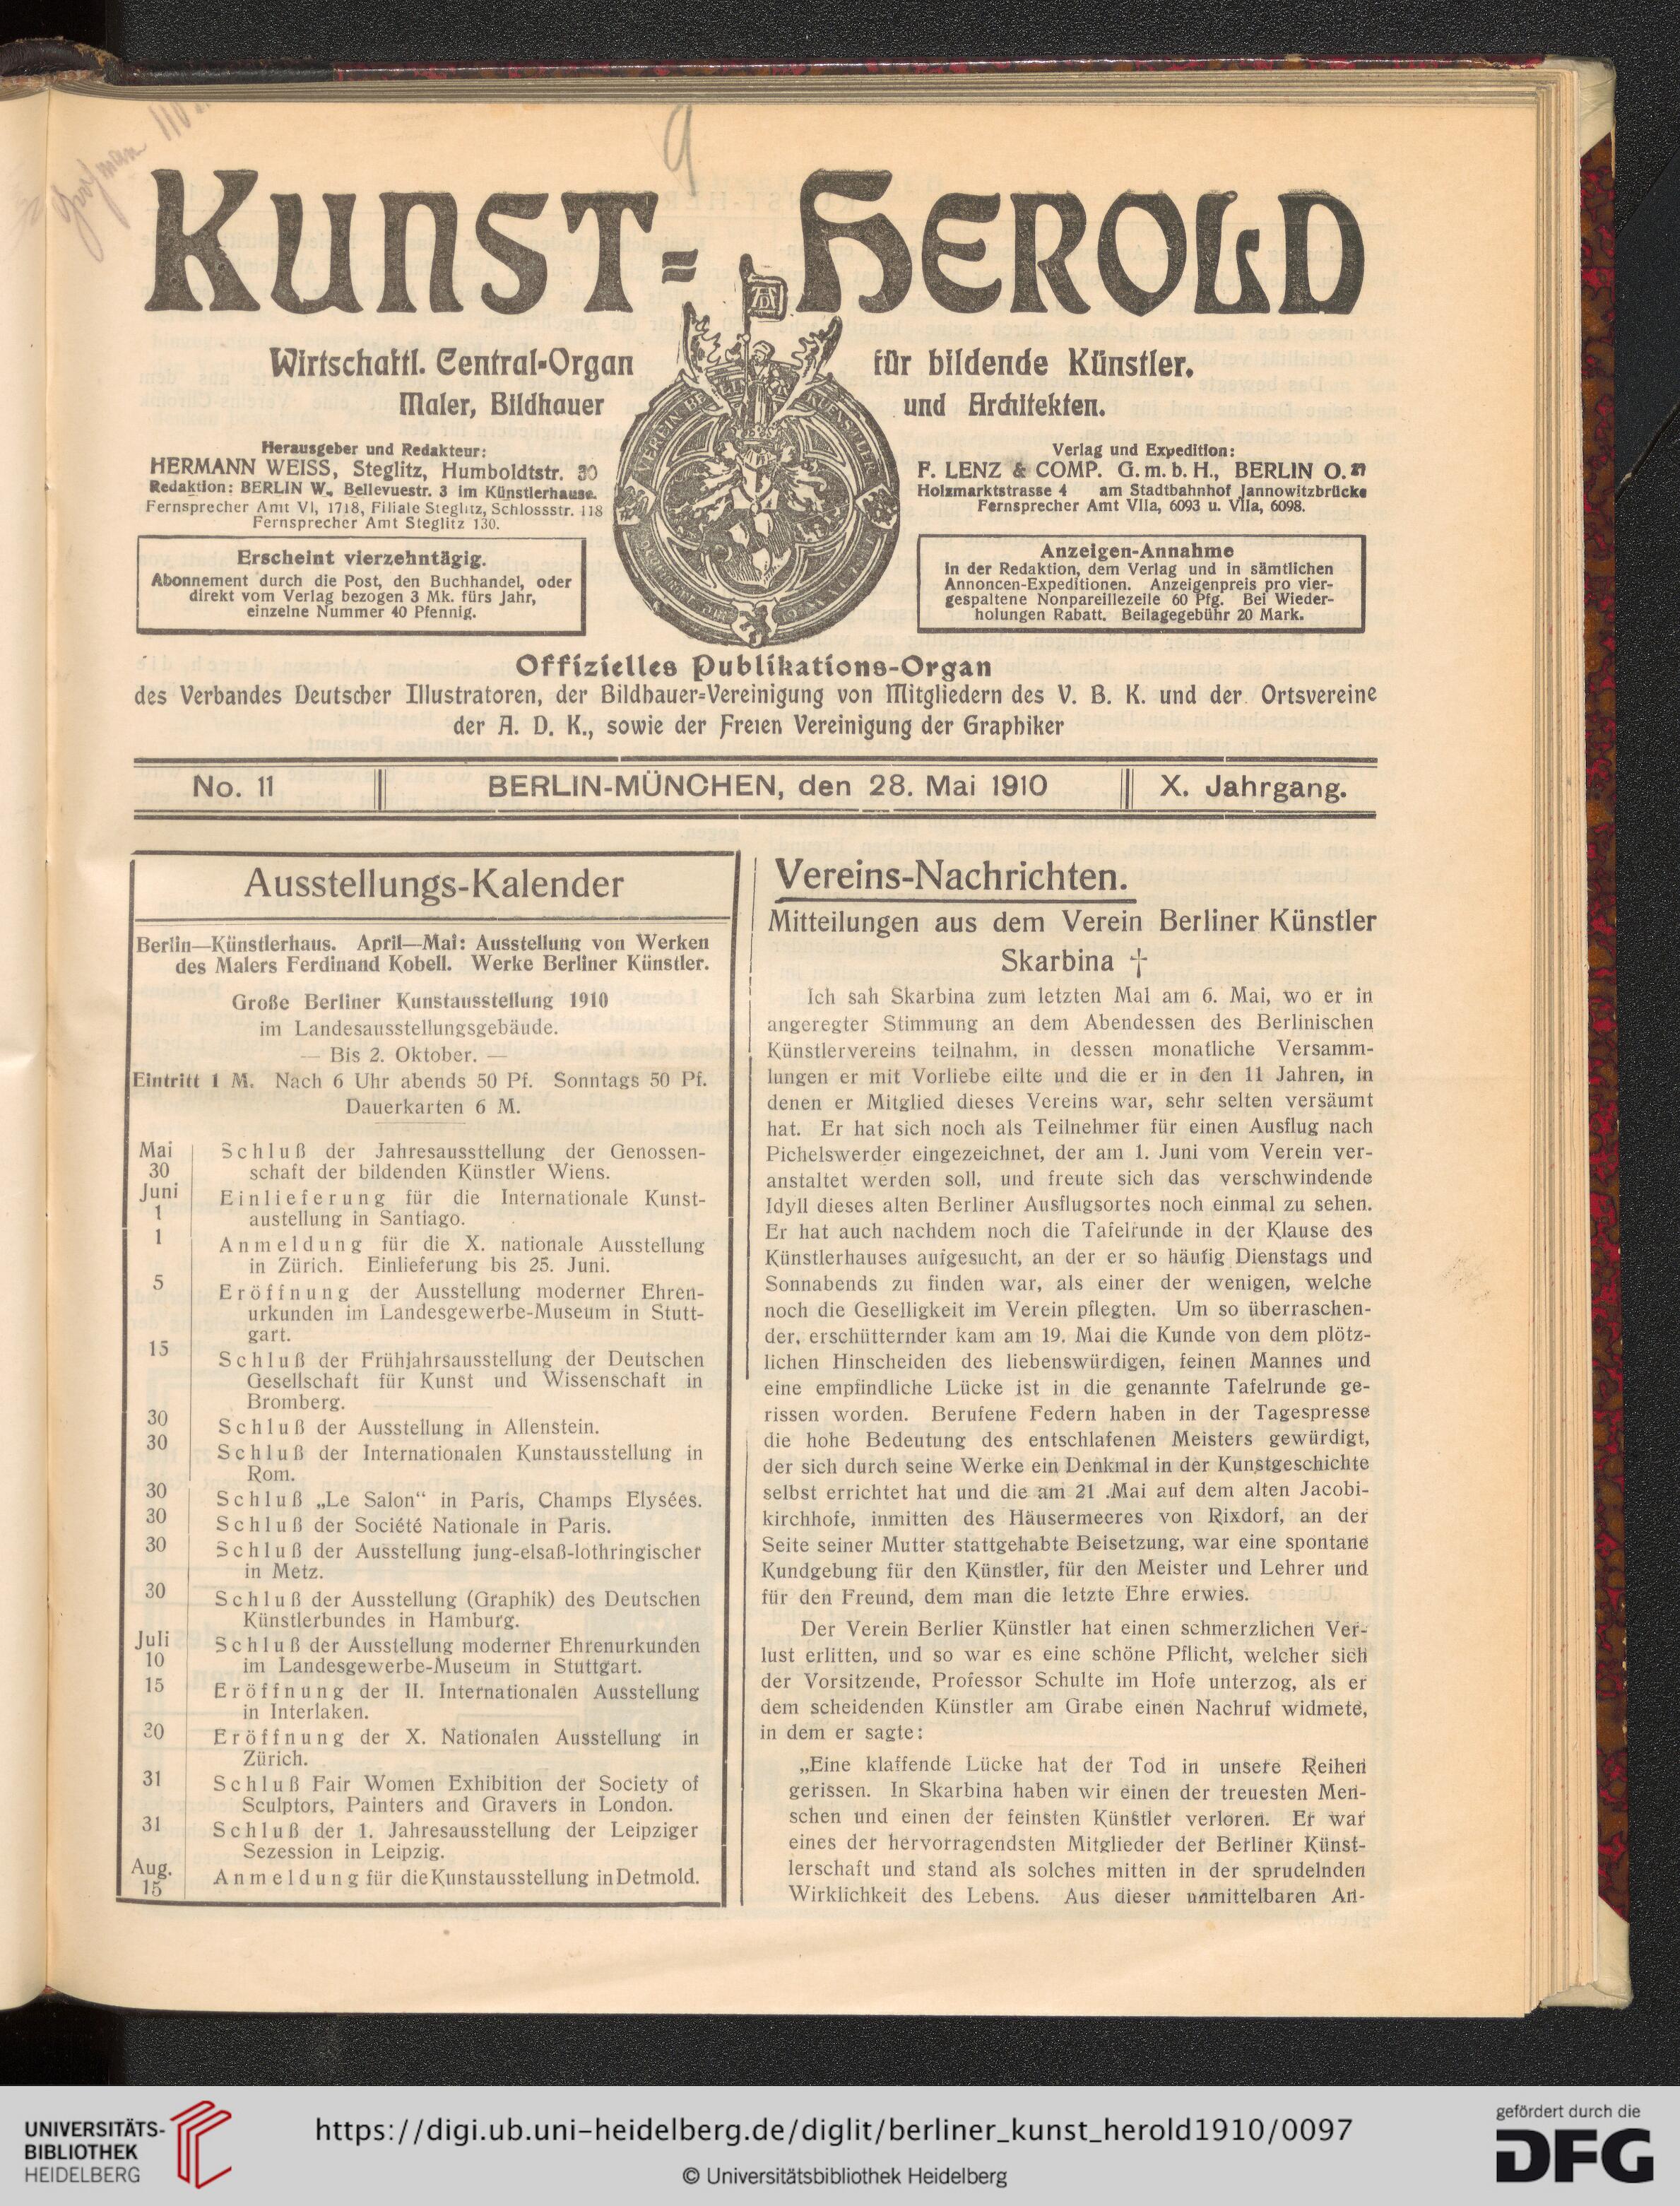 9
KUNST-HEROLD
Wirtschaftl. Central-Organ
Maler, Bildhauer
für bildende Künstler,
und Architekten.
Herausgeber und Redakteur:
HERMANN WEISS, Steglitz, Humboldtstr. 30
Redaktion: BERLIN W., Bellevuestr. 3 im Künstlerhause.
Fernsprecher Amt VI, 1718, Filiale Steglitz, Schlossstr. 118
Fernsprecher Amt Steglitz 130.
Verlag und Expedition:
F. LENZ & COMP. G. m. b. H., BERLIN O. 27
Holzmarktstrasse 4 am Stadtbahnhof Jannowitzbrücke
Fernsprecher Amt VIIa, 6093 u. VIIa, 6098.
Erscheint vierzehntägig.
Abonnement durch die Post, den Buchhandel, oder
direkt vom Verlag bezogen 3 Mk. fürs Jahr,
einzelne Nummer 40 Pfennig.
Anzeigen-Annahme
in der Redaktion, dem Verlag und in sämtlichen
Annoncen-Expeditionen. Anzeigenpreis pro vier-
gespaltene Nonpareillezeile 60 Pfg. Bei Wieder-
holungen Rabatt. Beilagegebühr 20 Mark.
Offizielles Publikations-Organ
des Verbandes Deutscher Illustratoren, der Bildhauer-Vereinigung von Mitgliedern des V. B. K. und der Ortsvereine
der A. D. K., sowie der Freien Vereinigung der Graphiker
No. 11
BERLIN-MÜNCHEN, den 28. Mai 1910
X. Jahrgang.
Ausstellungs-Kalender
Berlin—Künstlerhaus. April—Mai: Ausstellung von Werken
des Malers Ferdinand Kobell. Werke Berliner Künstler.
Große Berliner Kunstausstellung 1910
im Landesausstellungsgebäude.
— Bis 2. Oktober. —
Eintritt 1 M. Nach 6 Uhr abends 50 Pf. Sonntags 50 Pf.
Dauerkarten 6 M.
Mai
30 Schluß der Jahresaussttellung der Genossen-
schaft der bildenden Künstler Wiens.
Juni
1 Einlieferung für die Internationale Kunst-
austellung in Santiago.
1 Anmeldung für die X. nationale Ausstellung
in Zürich. Einlieferung bis 25. Juni.
5 Eröffnung der Ausstellung moderner Ehren-
urkunden im Landesgewerbe-Museum in Stutt-
gart.
15 Schluß der Frühjahrsausstellung der Deutschen
Gesellschaft für Kunst und Wissenschaft in
Bromberg.
30 Schluß der Ausstellung in Allenstein.
30 Schluß der Internationalen Kunstausstellung in
Rom.
30 Schluß „Le Salon“ in Paris, Champs Elysées.
30 Schluß der Société Nationale in Paris.
30 Schluß der Ausstellung jung-elsaß-lothringischer
in Metz.
30 Schluß der Ausstellung (Graphik) des Deutschen
Künstlerbundes in Hamburg.
Juli
10 Schluß der Ausstellung moderner Ehrenurkunden
im Landesgewerbe-Museum in Stuttgart.
15 Eröffnung der II. Internationalen Ausstellung
in Interlaken.
30 Eröffnung der X. Nationalen Ausstellung in
Zürich.
31 Schluß Fair Women Exhibition der Society of
Sculptors, Painters and Gravers in London.
31 Schluß der 1. Jahresausstellung der Leipziger
Sezession in Leipzig.
Aug.
15 Anmeldung für die Kunstausstellung in Detmold.
Vereins-Nachrichten.
Mitteilungen aus dem Verein Berliner Künstler
Skarbina †
Ich sah Skarbina zum letzten Mal am 6. Mai, wo er in
angeregter Stimmung an dem Abendessen des Berlinischen
Künstlervereins teilnahm, in dessen monatliche Versamm-
lungen er mit Vorliebe eilte und die er in den 11 Jahren, in
denen er Mitglied dieses Vereins war, sehr selten versäumt
hat. Er hat sich noch als Teilnehmer für einen Ausflug nach
Pichelswerder eingezeichnet, der am 1. Juni vom Verein ver-
anstaltet werden soll, und freute sich das verschwindende
Idyll dieses alten Berliner Ausflugsortes noch einmal zu sehen.
Er hat auch nachdem noch die Tafelrunde in der Klause des
Künstlerhauses aufgesucht, an der er so häufig Dienstags und
Sonnabends zu finden war, als einer der wenigen, welche
noch die Geselligkeit im Verein pflegten. Um so überraschen-
der, erschütternder kam am 19. Mai die Kunde von dem plötz-
lichen Hinscheiden des liebenswürdigen, feinen Mannes und
eine empfindliche Lücke ist in die genannte Tafelrunde ge-
rissen worden. Berufene Federn haben in der Tagespresse
die hohe Bedeutung des entschlafenen Meisters gewürdigt,
der sich durch seine Werke ein Denkmal in der Kunstgeschichte
selbst errichtet hat und die am 21 .Mai auf dem alten Jacobi-
kirchhofe, inmitten des Häusermeeres von Rixdorf, an der
Seite seiner Mutter stattgehabte Beisetzung, war eine spontane
Kundgebung für den Künstler, für den Meister und Lehrer und
für den Freund, dem man die letzte Ehre erwies.
Der Verein Berlier Künstler hat einen schmerzlichen Ver-
lust erlitten, und so war es eine schöne Pflicht, welcher sich
der Vorsitzende, Professor Schulte im Hofe unterzog, als er
dem scheidenden Künstler am Grabe einen Nachruf widmete,
in dem er sagte:
„Eine klaffende Lücke hat der Tod in unsere Reihen
gerissen. In Skarbina haben wir einen der treuesten Men-
schen und einen der feinsten Künstler verloren. Er war
eines der hervorragendsten Mitglieder der Berliner Künst-
lerschaft und stand als solches mitten in der sprudelnden
Wirklichkeit des Lebens. Aus dieser unmittelbaren An-
UNIVERSITÄTS-
BIBLIOTHEK
HEIDELBERG
https://digi.ub.uni-heidelberg.de/diglit/berliner_kunst_herold1910/0097
© Universitätsbibliothek Heidelberg
gefördert durch die
DFG